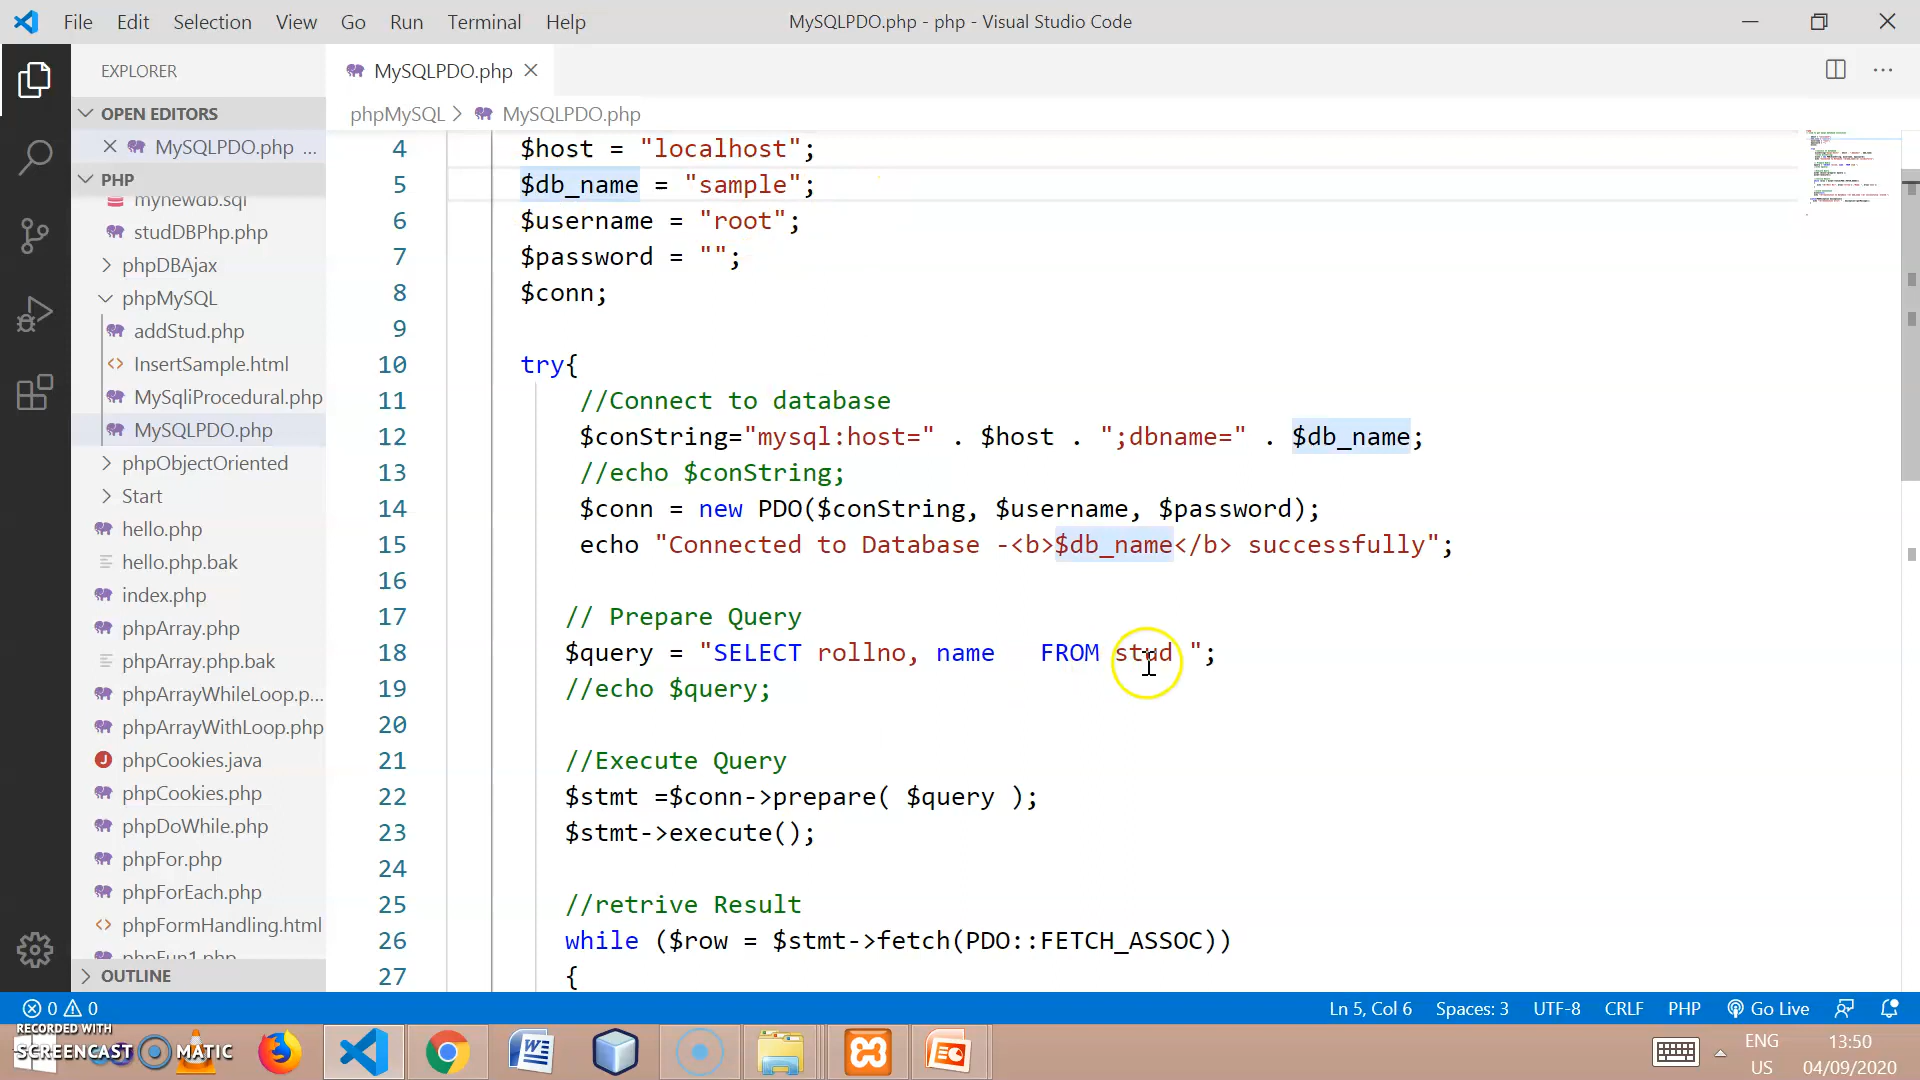 File Edit Selection View Go Run Terminal Help
MySQLPDO.php - php - Visual Studio Code
EXPLORER
OPEN EDITORS
MySQLPDO.php ...
PHP
mynewdb.sql
studDBPhp.php
phpDBAjax
phpMySQL
addStud.php
InsertSample.html
MySqliProcedural.php
MySQLPDO.php
phpObjectOriented
Start
hello.php
hello.php.bak
index.php
phpArray.php
phpArray.php.bak
phpArrayWhileLoop.p...
phpArrayWithLoop.php
phpCookies.java
phpCookies.php
phpDoWhile.php
phpFor.php
phpForEach.php
phpFormHandling.html
phpFun1.php
OUTLINE
MySQLPDO.php
phpMySQL > MySQLPDO.php
4 $host = "localhost";
5 $db_name = "sample";
6 $username = "root";
7 $password = "";
8 $conn;
9
10 try{
11 //Connect to database
12 $conString="mysql:host=" . $host . ";dbname=" . $db_name;
13 //echo $conString;
14 $conn = new PDO($conString, $username, $password);
15 echo "Connected to Database -<b>$db_name</b> successfully";
16
17 // Prepare Query
18 $query = "SELECT rollno, name   FROM stud ";
19 //echo $query;
20
21 //Execute Query
22 $stmt =$conn->prepare( $query );
23 $stmt->execute();
24
25 //retrive Result
26 while ($row = $stmt->fetch(PDO::FETCH_ASSOC))
27 {
0 0
Ln 5, Col 6 Spaces: 3 UTF-8 CRLF PHP Go Live
RECORDED WITH
SCREENCAST MATIC
ENG
US
13:50
04/09/2020